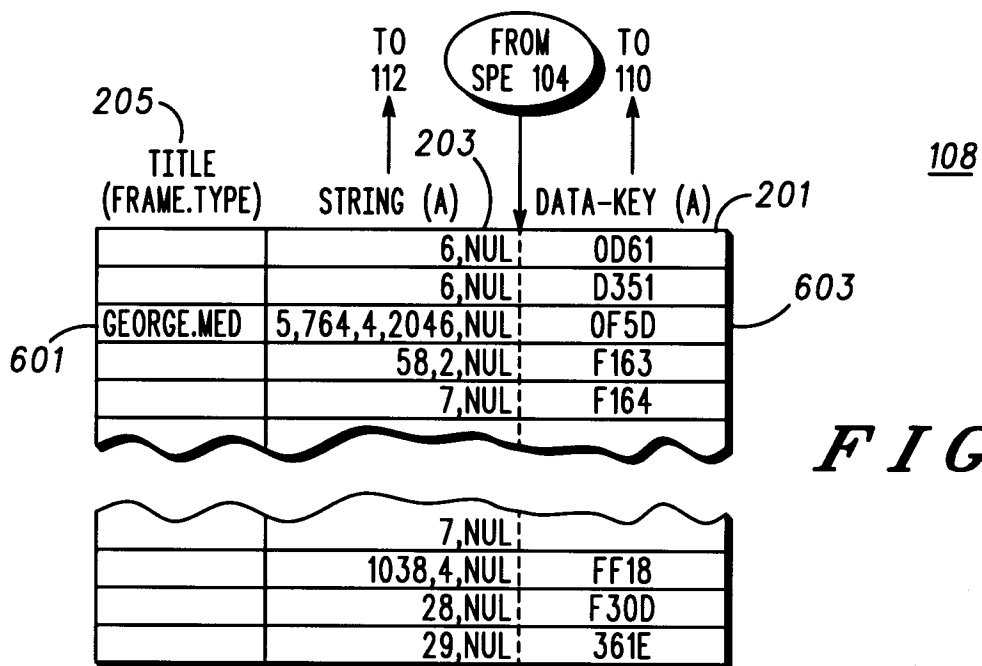 TO 112
FROM SPE 104
TO 110
205
203
108
TITLE (FRAME.TYPE)
STRING (A)
DATA-KEY (A)
201
6,NUL 0D61
6,NUL D351
603
GEORGE.MED 5,764,4,2046,NUL 0F5D
601
58,2,NUL F163
7,NUL F164
FIG
7,NUL
1038,4,NUL FF18
28,NUL F30D
29,NUL 361E